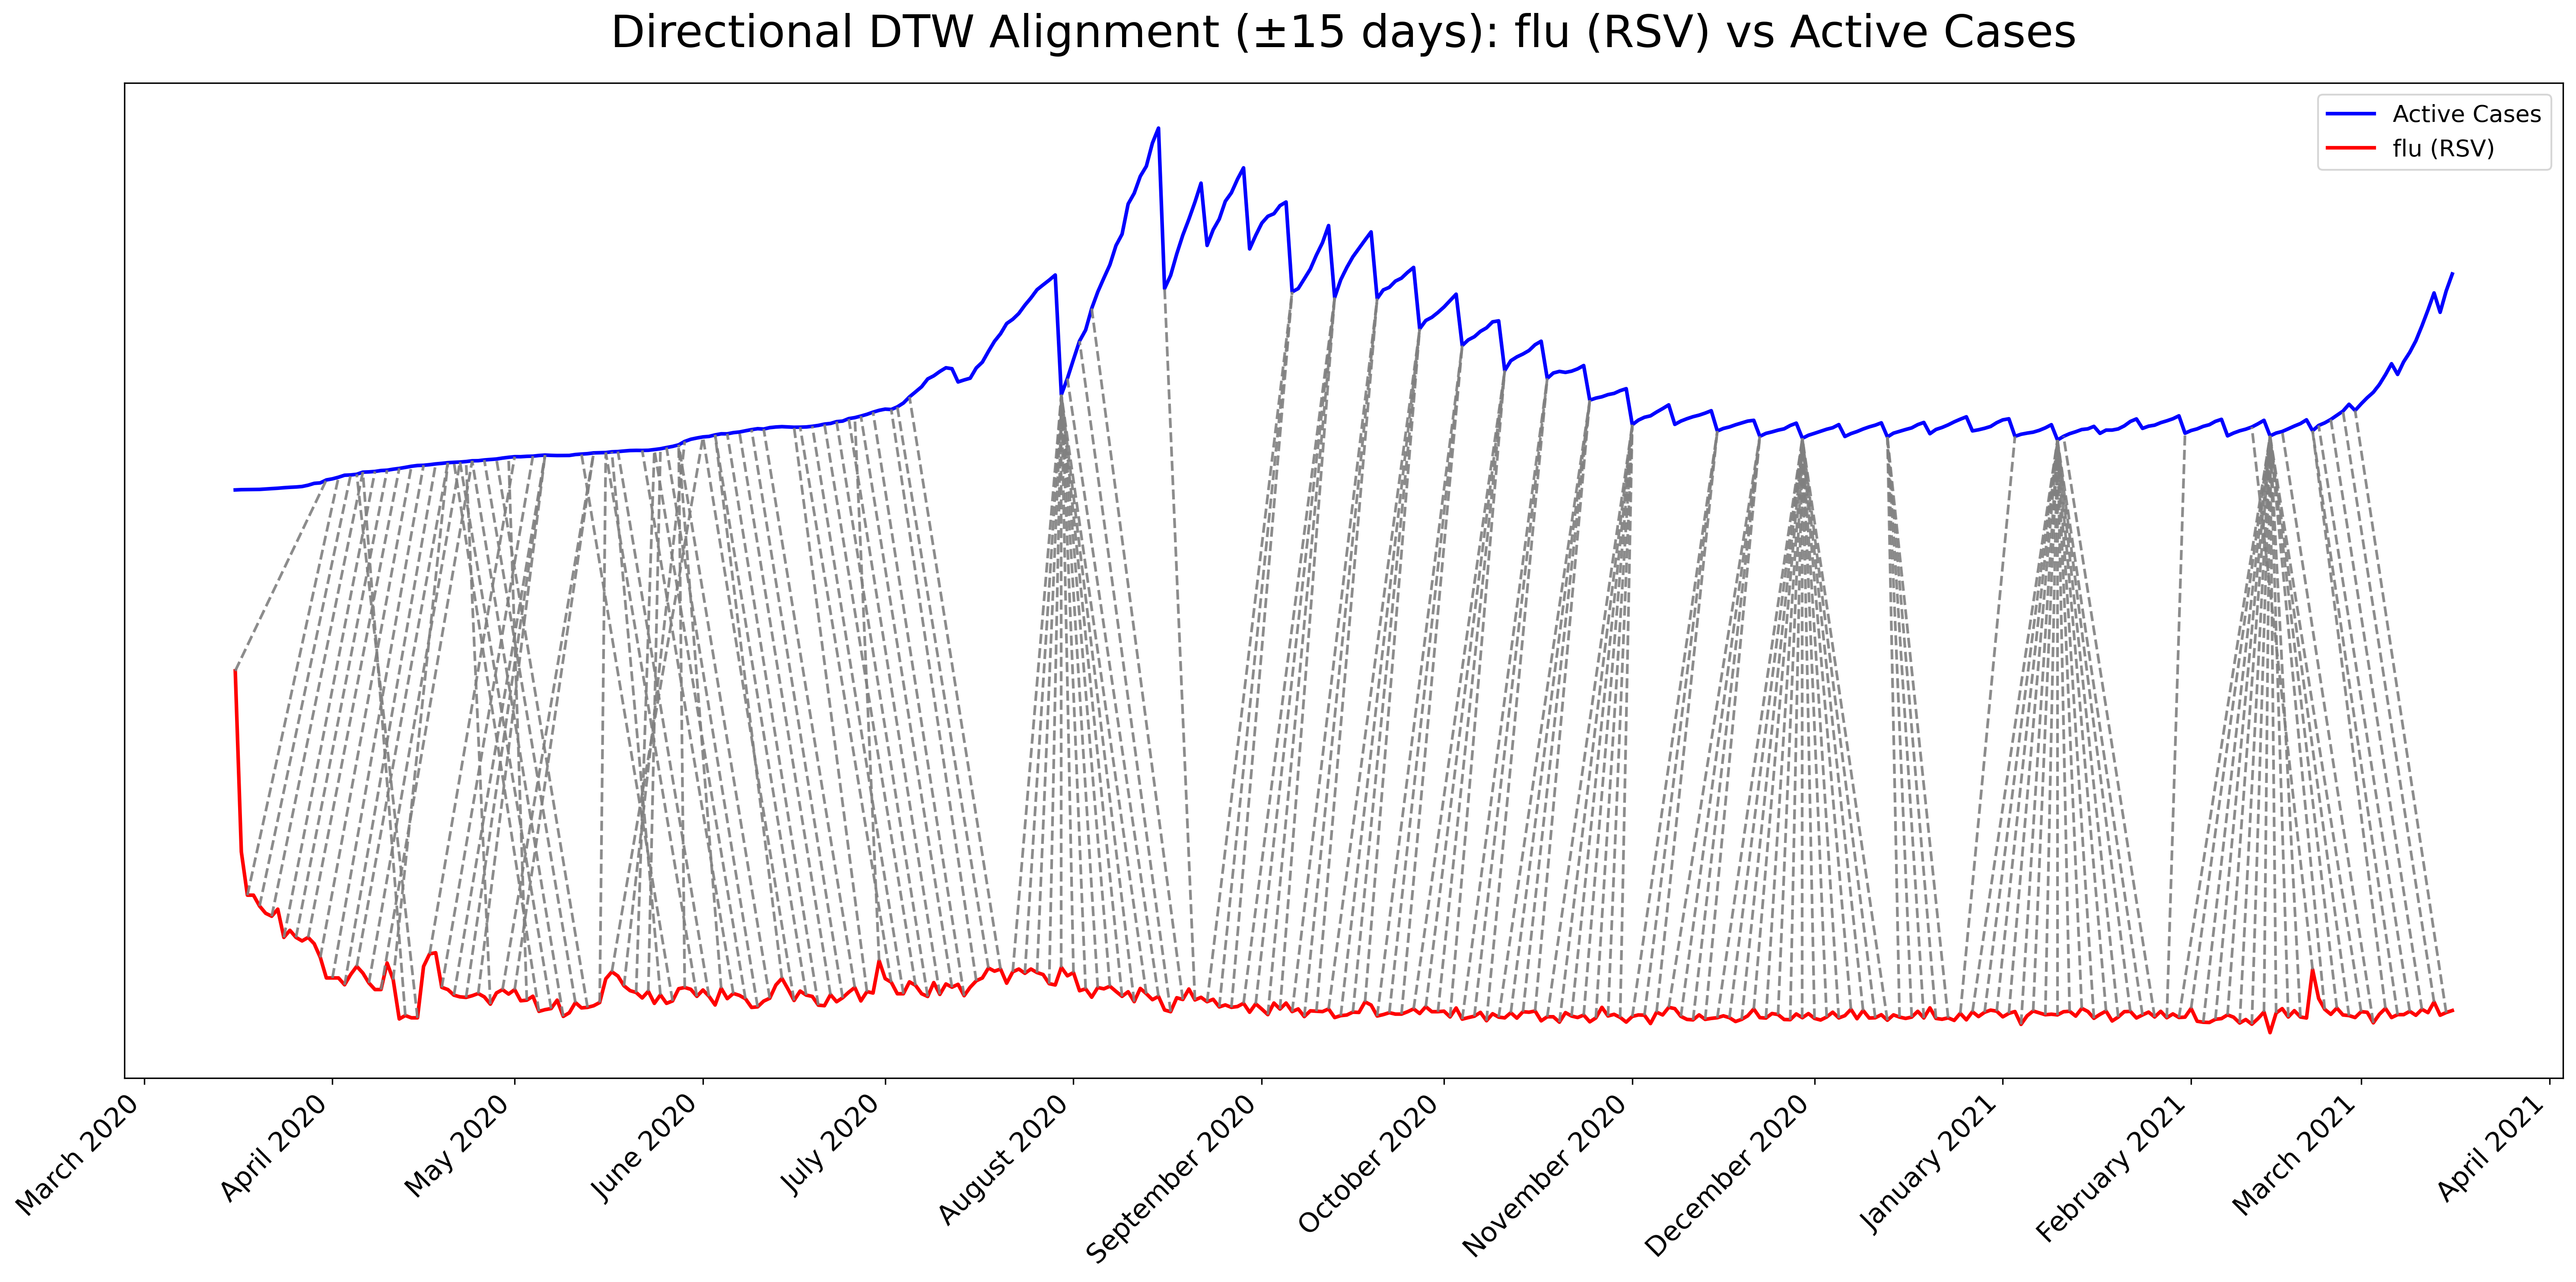 Directional DTW Alignment (±15 days): flu (RSV) vs Active Cases
Active Cases
flu (RSV)
March 2020
April 2020
May 2020
June 2020
July 2020
August 2020
September 2020
October 2020
November 2020
December 2020
January 2021
February 2021
March 2021
April 2021